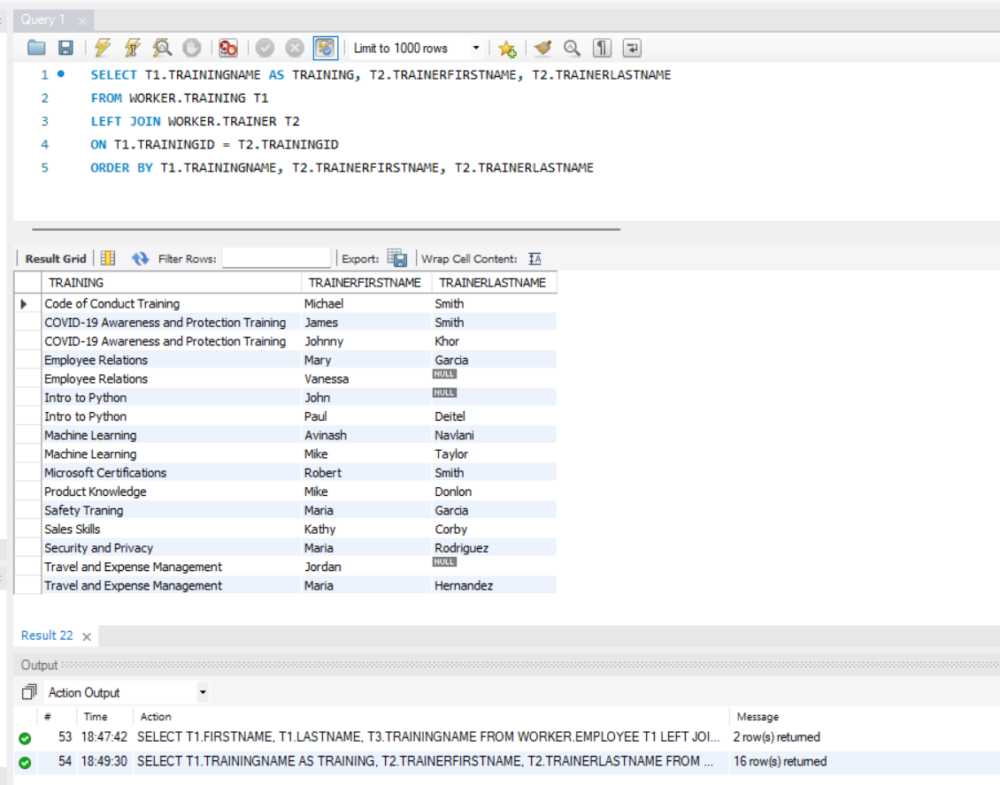 Query 1
Limit to 1000 rows
1 SELECT T1.TRAININGNAME AS TRAINING, T2.TRAINERFIRSTNAME, T2.TRAINERLASTNAME
2 FROM WORKER.TRAINING T1
3 LEFT JOIN WORKER.TRAINER T2
4 ON T1.TRAININGID = T2.TRAININGID
5 ORDER BY T1.TRAININGNAME, T2.TRAINERFIRSTNAME, T2.TRAINERLASTNAME
Result Grid Filter Rows: Export: Wrap Cell Content:
TRAINING TRAINERFIRSTNAME TRAINERLASTNAME
Code of Conduct Training Michael Smith
COVID-19 Awareness and Protection Training James Smith
COVID-19 Awareness and Protection Training Johnny Khor
Employee Relations Mary Garcia
Employee Relations Vanessa NULL
Intro to Python John NULL
Intro to Python Paul Deitel
Machine Learning Avinash Navlani
Machine Learning Mike Taylor
Microsoft Certifications Robert Smith
Product Knowledge Mike Donlon
Safety Traning Maria Garcia
Sales Skills Kathy Corby
Security and Privacy Maria Rodriguez
Travel and Expense Management Jordan NULL
Travel and Expense Management Maria Hernandez
Result 22
Output
Action Output
# Time Action Message
53 18:47:42 SELECT T1.FIRSTNAME, T1.LASTNAME, T3.TRAININGNAME FROM WORKER.EMPLOYEE T1 LEFT JOI... 2 row(s) returned
54 18:49:30 SELECT T1.TRAININGNAME AS TRAINING, T2.TRAINERFIRSTNAME, T2.TRAINERLASTNAME FROM ... 16 row(s) returned